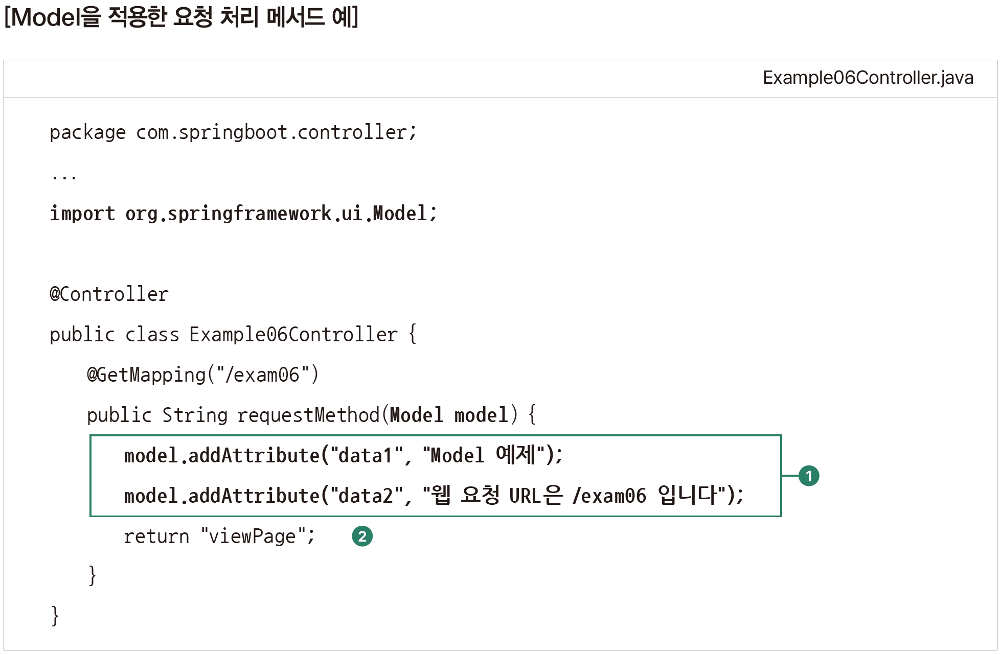 [Model을 적용한 요청 처리 메서드 예]
Example06Controller.java
package com.springboot.controller;
...
import org.springframework.ui.Model;
@Controller
public class Example06Controller {
@GetMapping("/exam06")
public String requestMethod(Model model) {
model.addAttribute("data1", "Model 예제");
model.addAttribute("data2", "웹 요청 URL은 /exam06 입니다");
1
return "viewPage"; 2
}
}